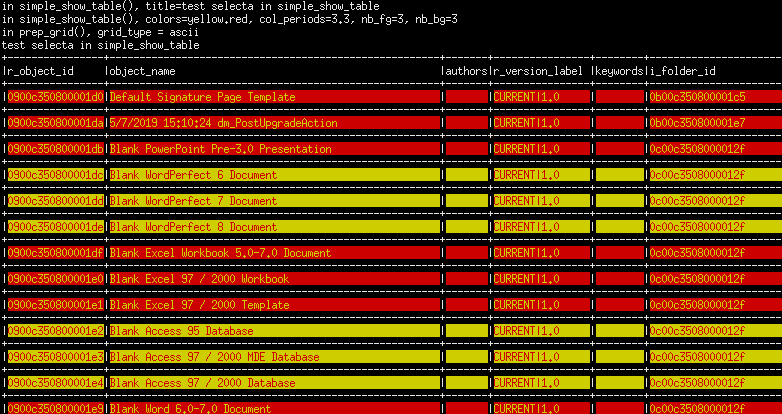 in simple_show_table(), title=test selecta in simple_show_table
in simple_show_table(), colors=yellow.red, col_periods=3.3, nb_fg=3, nb_bg=3
in prep_grid(), grid_type = ascii
test selecta in simple_show_table
|r_object_id |object_name |authors|r_version_label |keywords|i_folder_id
|0900c350800001d0|Default Signature Page Template | |CURRENT|1.0 | |0b00c350800001c5
|0900c350800001da|5/7/2019 15:10:24 dm_PostUpgradeAction | |CURRENT|1.0 | |0b00c350800001e7
|0900c350800001db|Blank PowerPoint Pre-3.0 Presentation | |CURRENT|1.0 | |0c00c3508000012f
|0900c350800001dc|Blank WordPerfect 6 Document | |CURRENT|1.0 | |0c00c3508000012f
|0900c350800001dd|Blank WordPerfect 7 Document | |CURRENT|1.0 | |0c00c3508000012f
|0900c350800001de|Blank WordPerfect 8 Document | |CURRENT|1.0 | |0c00c3508000012f
|0900c350800001df|Blank Excel Workbook 5.0-7.0 Document | |CURRENT|1.0 | |0c00c3508000012f
|0900c350800001e0|Blank Excel 97 / 2000 Workbook | |CURRENT|1.0 | |0c00c3508000012f
|0900c350800001e1|Blank Excel 97 / 2000 Template | |CURRENT|1.0 | |0c00c3508000012f
|0900c350800001e2|Blank Access 95 Database | |CURRENT|1.0 | |0c00c3508000012f
|0900c350800001e3|Blank Access 97 / 2000 MDE Database | |CURRENT|1.0 | |0c00c3508000012f
|0900c350800001e4|Blank Access 97 / 2000 Database | |CURRENT|1.0 | |0c00c3508000012f
|0900c350800001e9|Blank Word 6.0-7.0 Document | |CURRENT|1.0 | |0c00c3508000012f